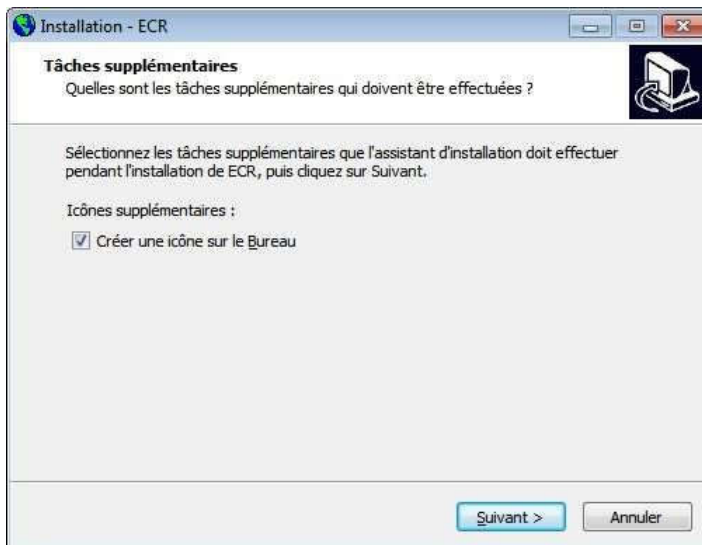 Installation - ECR
Tâches supplémentaires
Quelles sont les tâches supplémentaires qui doivent être effectuées ?
Sélectionnez les tâches supplémentaires que l'assistant d'installation doit effectuer
pendant l'installation de ECR, puis cliquez sur Suivant.
Icônes supplémentaires :
Créer une icône sur le Bureau
Suivant >
Annuler